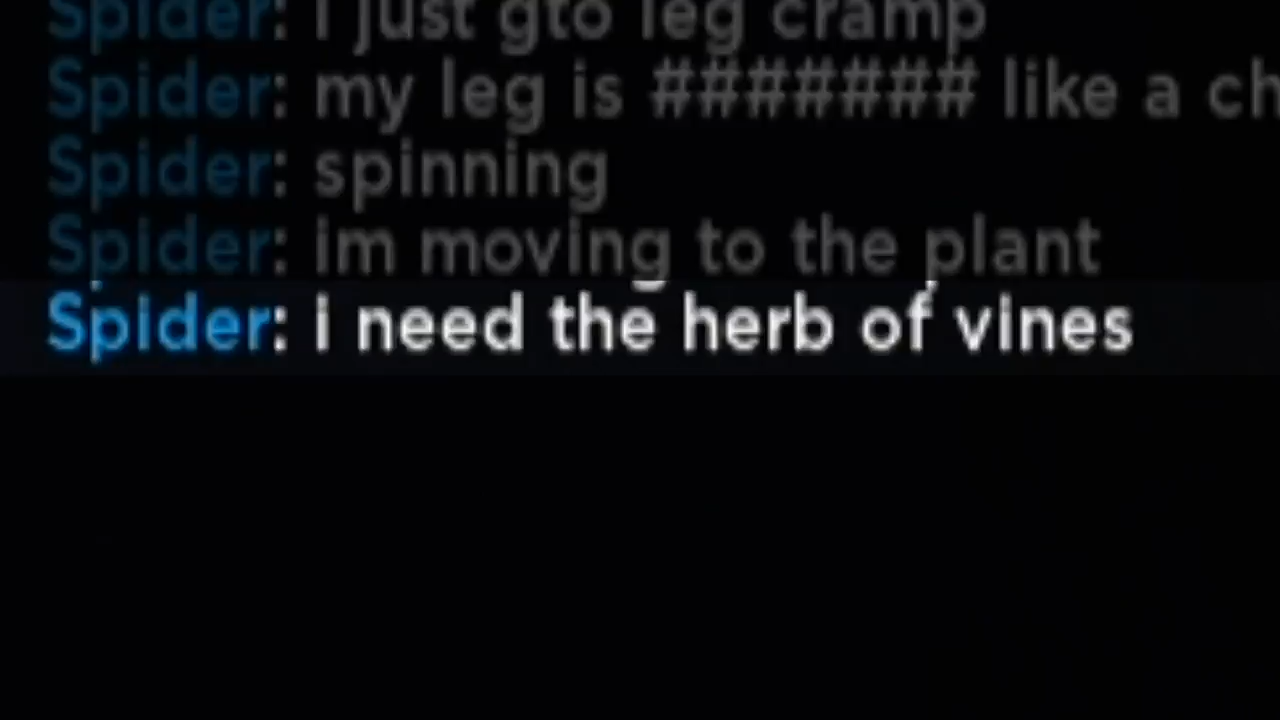 Spider: i just gto leg cramp
Spider: my leg is ####### like a ch
Spider: spinning
Spider: im moving to the plant
Spider: i need the herb of vines